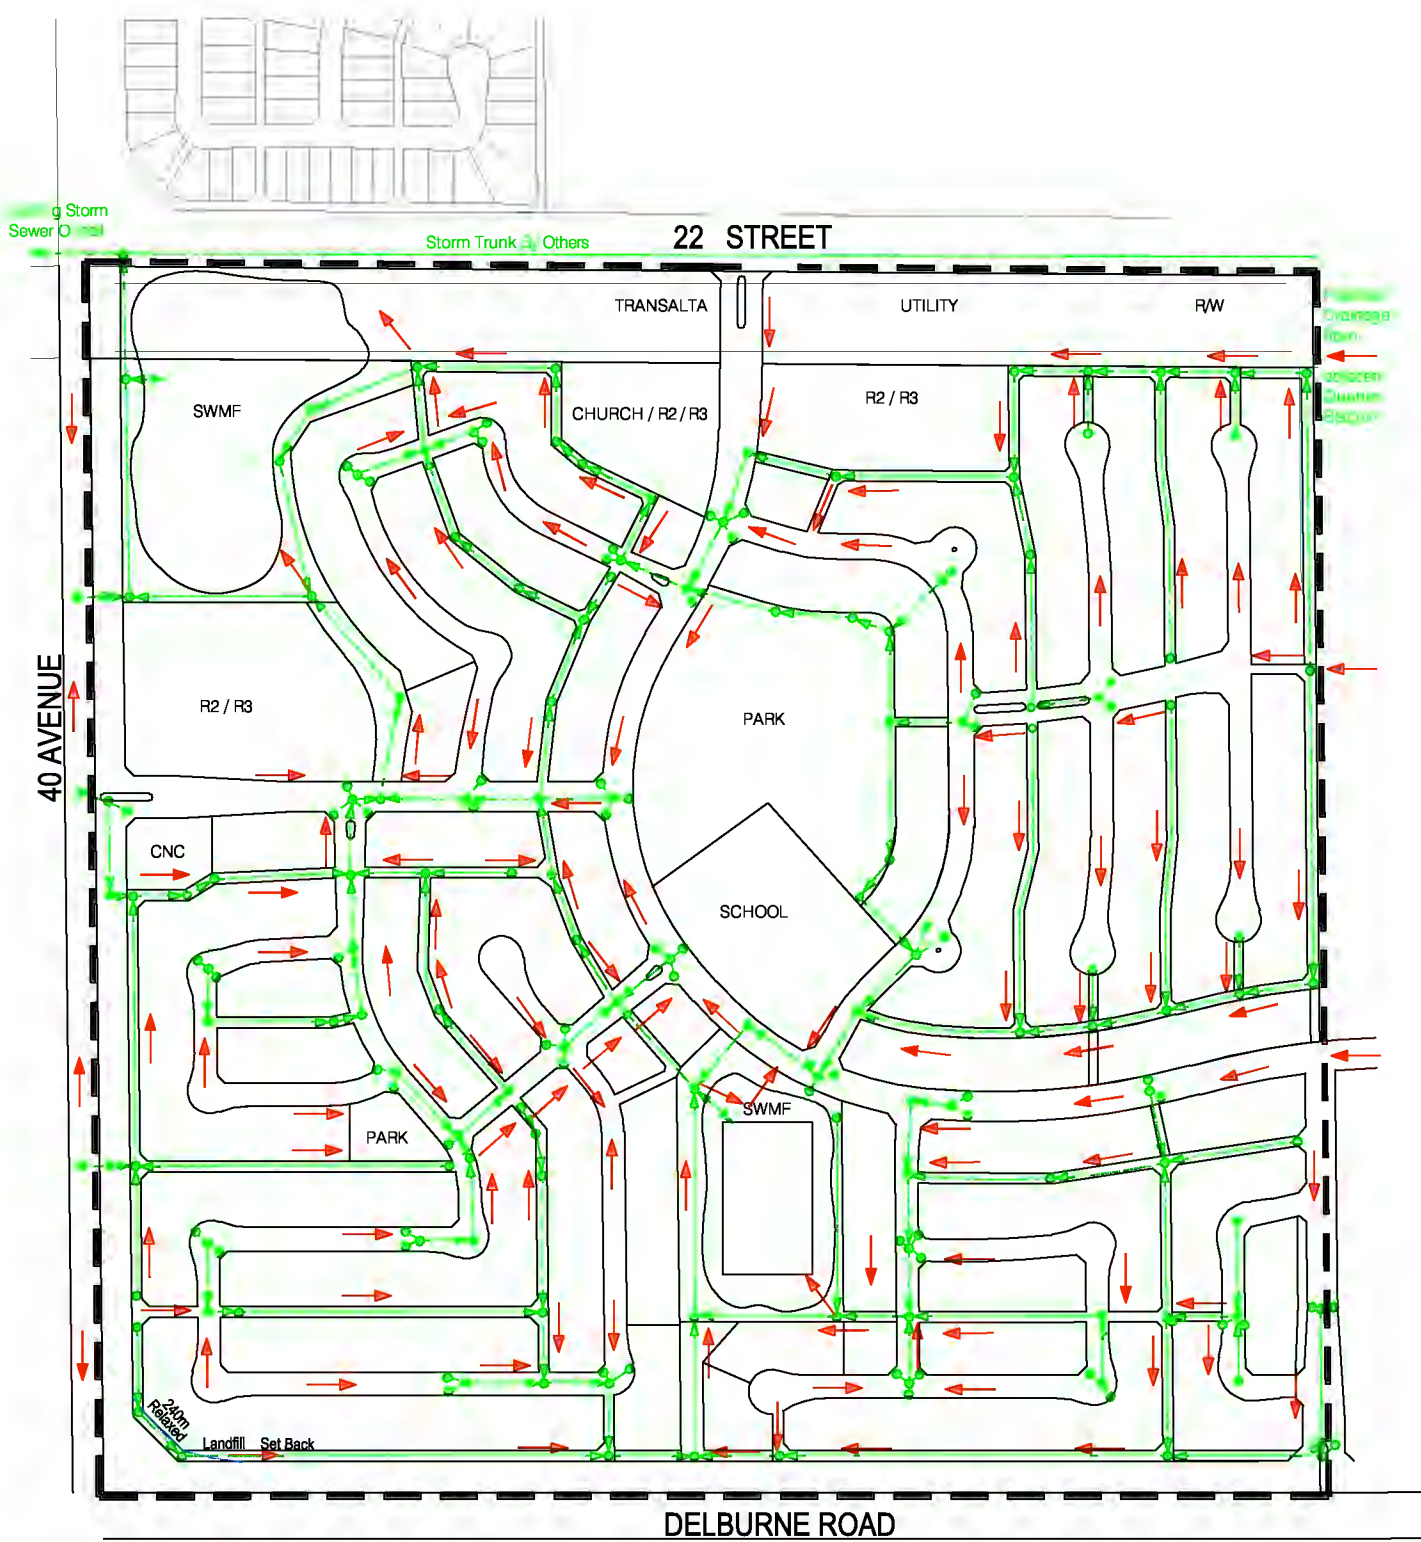 g Storm
Sewer
Storm Trunk Others
22 STREET
TRANSALTA
UTILITY
R/W
Drainage
SWMF
CHURCH / R2 / R3
R2 / R3
40 AVENUE
R2 / R3
PARK
CNC
SCHOOL
SWMF
PARK
240m
Relaxed
Landfill Set Back
DELBURNE ROAD